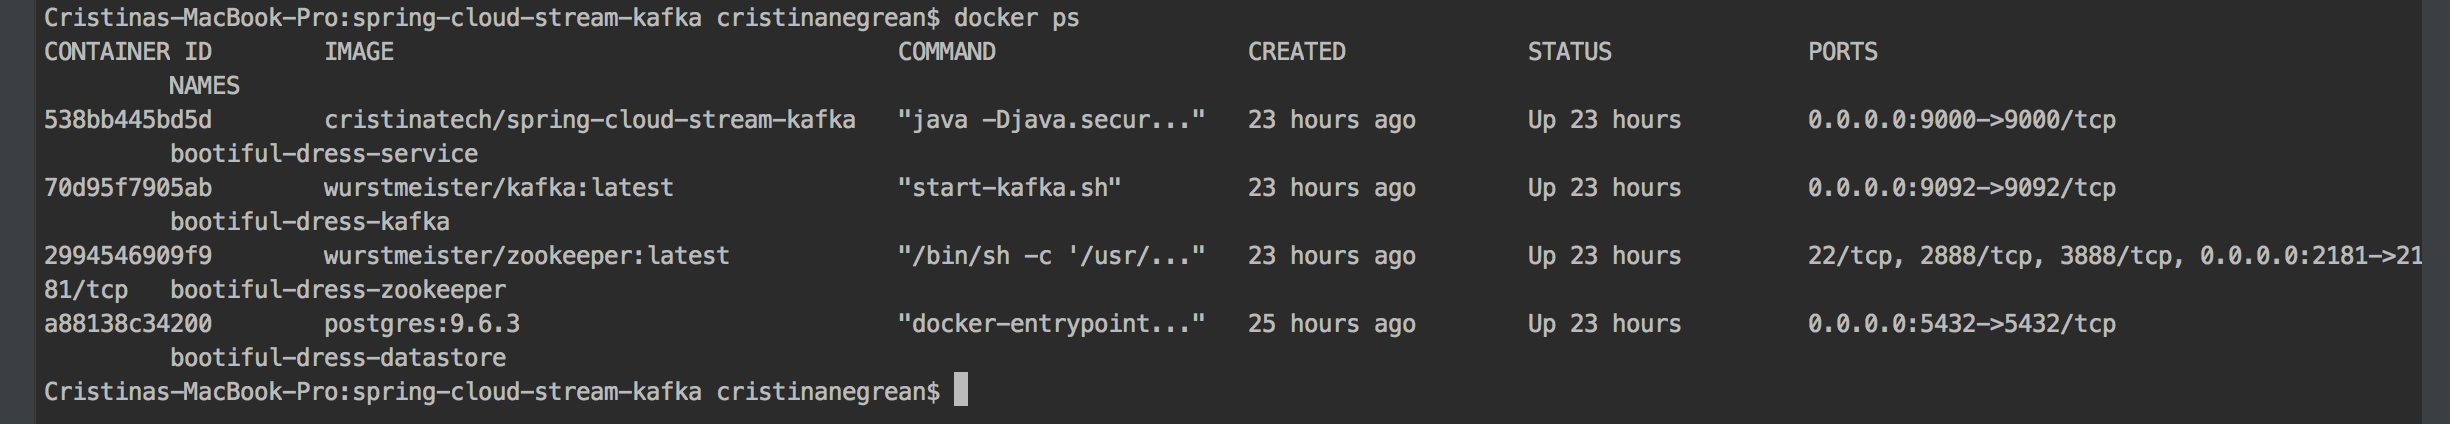 Cristinas-MacBook-Pro:spring-cloud-stream-kafka cristinanegrean$ docker ps
CONTAINER ID        IMAGE                                    COMMAND                  CREATED             STATUS              PORTS
         NAMES
538bb445bd5d        cristinatech/spring-cloud-stream-kafka   "java -Djava.secur..."   23 hours ago        Up 23 hours         0.0.0.0:9000->9000/tcp
         bootiful-dress-service
70d95f7905ab        wurstmeister/kafka:latest                "start-kafka.sh"         23 hours ago        Up 23 hours         0.0.0.0:9092->9092/tcp
         bootiful-dress-kafka
2994546909f9        wurstmeister/zookeeper:latest            "/bin/sh -c '/usr/..."   23 hours ago        Up 23 hours         22/tcp, 2888/tcp, 3888/tcp, 0.0.0.0:2181->21
81/tcp   bootiful-dress-zookeeper
a88138c34200        postgres:9.6.3                           "docker-entrypoint..."   25 hours ago        Up 23 hours         0.0.0.0:5432->5432/tcp
         bootiful-dress-datastore
Cristinas-MacBook-Pro:spring-cloud-stream-kafka cristinanegrean$